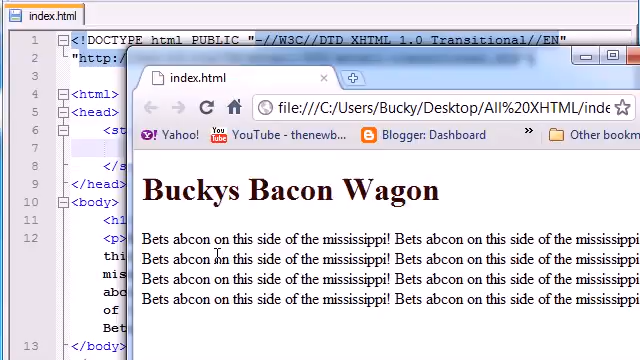 index.html
1 <!DOCTYPE html PUBLIC "-//W3C//DTD XHTML 1.0 Transitional//EN"
2 "http:/
3
4 <html>
5 <head>
6 <st
7
8 </s
9 </head>
10 <body>
11 <h1
12 <p>
thi
mis
abc
of
Bet
13 </body>
index.html
file:///C:/Users/Bucky/Desktop/All%20XHTML/inde
Yahoo! YouTube - thenewb... Blogger: Dashboard » Other bookm
Buckys Bacon Wagon
Bets abcon on this side of the mississippi! Bets abcon on this side of the mississippi
Bets abcon on this side of the mississippi! Bets abcon on this side of the mississippi
Bets abcon on this side of the mississippi! Bets abcon on this side of the mississippi
Bets abcon on this side of the mississippi! Bets abcon on this side of the mississippi